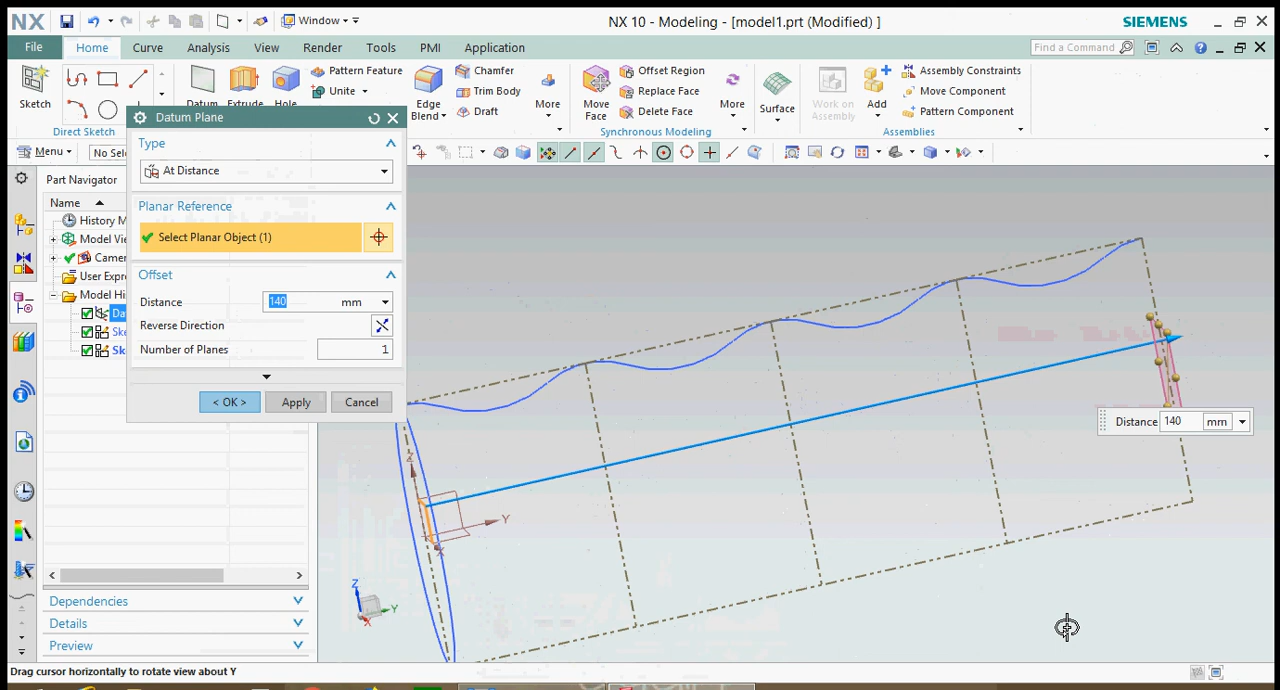 NX
Window
NX 10 - Modeling - [model1.prt (Modified) ]
SIEMENS
File
Home
Curve
Analysis
View
Render
Tools
PMI
Application
Find a Command
Sketch
Direct Sketch
Datum
Extrude
Hole
Pattern Feature
Unite
Edge
Blend
Chamfer
Trim Body
Draft
More
Move
Face
Offset Region
Replace Face
Delete Face
More
Synchronous Modeling
Surface
Work on
Assembly
Add
Assembly Constraints
Move Component
Pattern Component
Assemblies
Menu
No Sel
Part Navigator
Name
History M
Model Vie
Camer
User Expre
Model Hi
Da
Ske
Sk
Dependencies
Details
Preview
Datum Plane
Type
At Distance
Planar Reference
Select Planar Object (1)
Offset
Distance
140
mm
Reverse Direction
Number of Planes
1
< OK >
Apply
Cancel
Distance
140
mm
Z
Y
X
Z
Y
X
Drag cursor horizontally to rotate view about Y